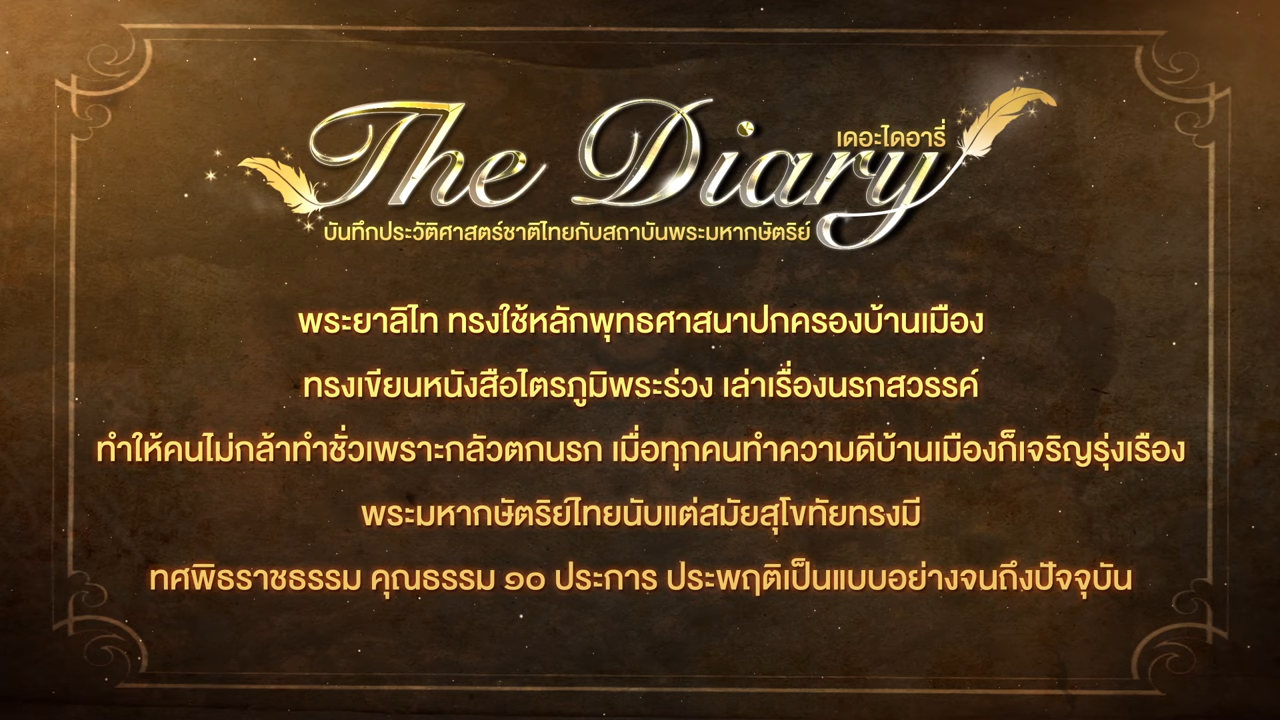 The Diary
เดอะไดอารี่
บันทึกประวัติศาสตร์ชาติไทยกับสถาบันพระมหากษัตริย์
พระยาลิไท ทรงใช้หลักพุทธศาสนาปกครองบ้านเมือง
ทรงเขียนหนังสือไตรภูมิพระร่วง เล่าเรื่องนรกสวรรค์
ทำให้คนไม่กล้าทำชั่วเพราะกลัวตกนรก เมื่อทุกคนทำความดีบ้านเมืองก็เจริญรุ่งเรือง
พระมหากษัตริย์ไทยนับแต่สมัยสุโขทัยทรงมี
ทศพิธราชธรรม คุณธรรม ๑๐ ประการ ประพฤติเป็นแบบอย่างจนถึงปัจจุบัน